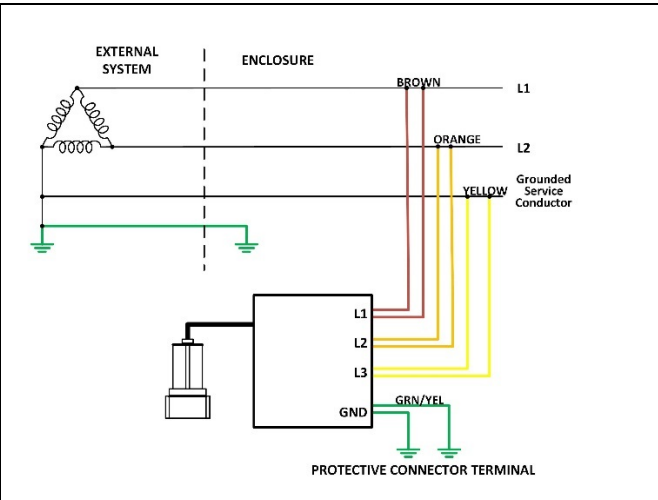 EXTERNAL
SYSTEM
ENCLOSURE
BROWN
L1
ORANGE
L2
YELLOW
Grounded
Service
Conductor
L1
L2
L3
GRN/YEL
GND
PROTECTIVE CONNECTOR TERMINAL